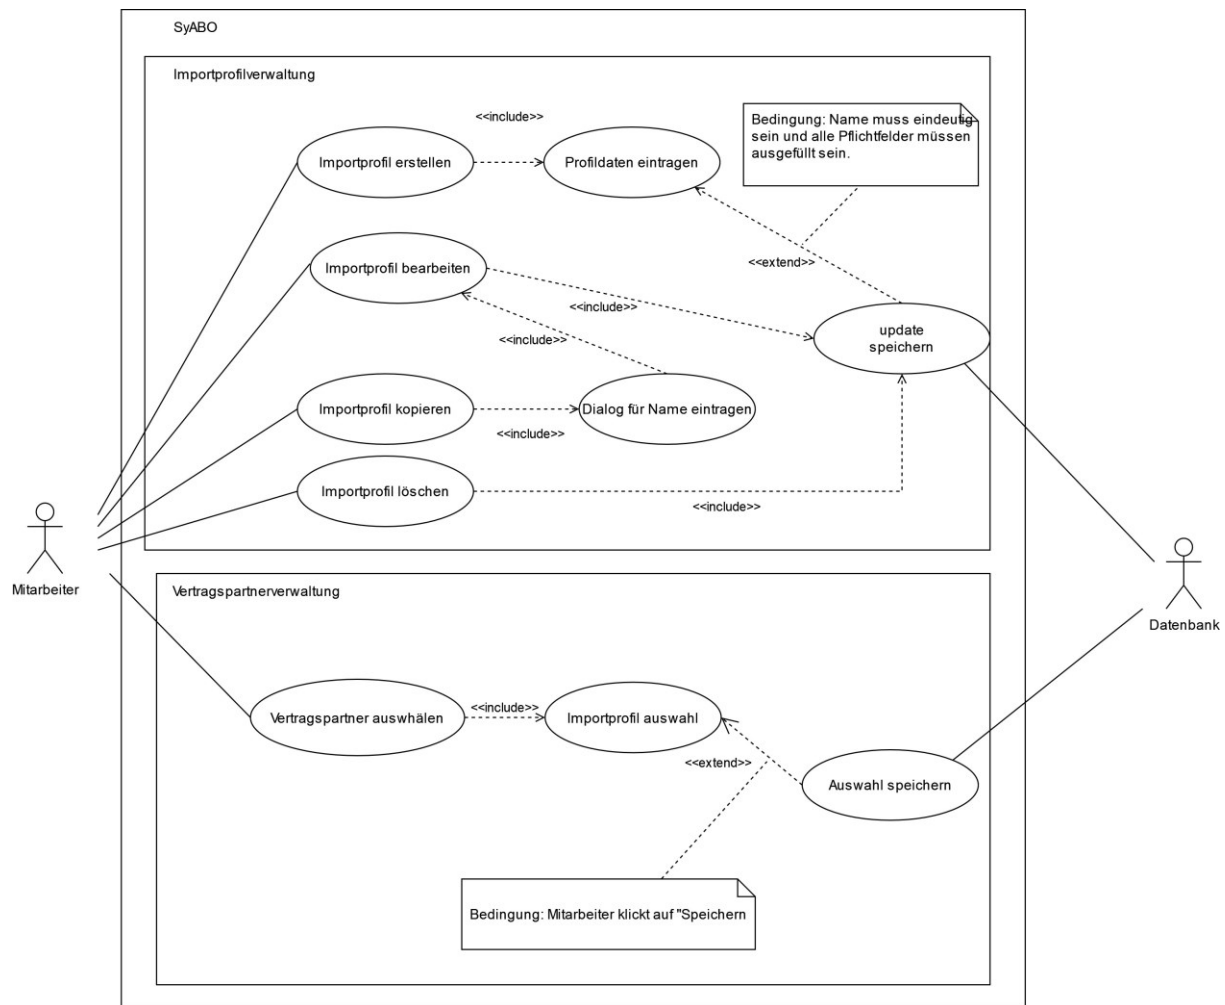 SyABO
Importprofilverwaltung
<<include>>
Bedingung: Name muss eindeutig
sein und alle Pflichtfelder müssen
ausgefüllt sein.
Importprofil erstellen
Profildaten eintragen
<<extend>>
Importprofil bearbeiten
<<include>>
update
speichern
<<include>>
Importprofil kopieren
<<include>>
Dialog für Name eintragen
Importprofil löschen
<<include>>
Mitarbeiter
Datenbank
Vertragspartnerverwaltung
Vertragspartner auswhälen
<<include>>
Importprofil auswahl
<<extend>>
Auswahl speichern
Bedingung: Mitarbeiter klickt auf "Speichern